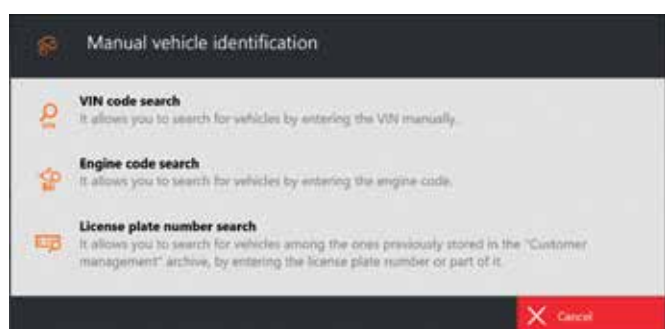 Manual vehicle identification
VIN code search
It allows you to search for vehicles by entering the VIN manually.
Engine code search
It allows you to search for vehicles by entering the engine code.
License plate number search
It allows you to search for vehicles among the ones previously stored in the "Customer
management" archive, by entering the license plate number or part of it.
Cancel